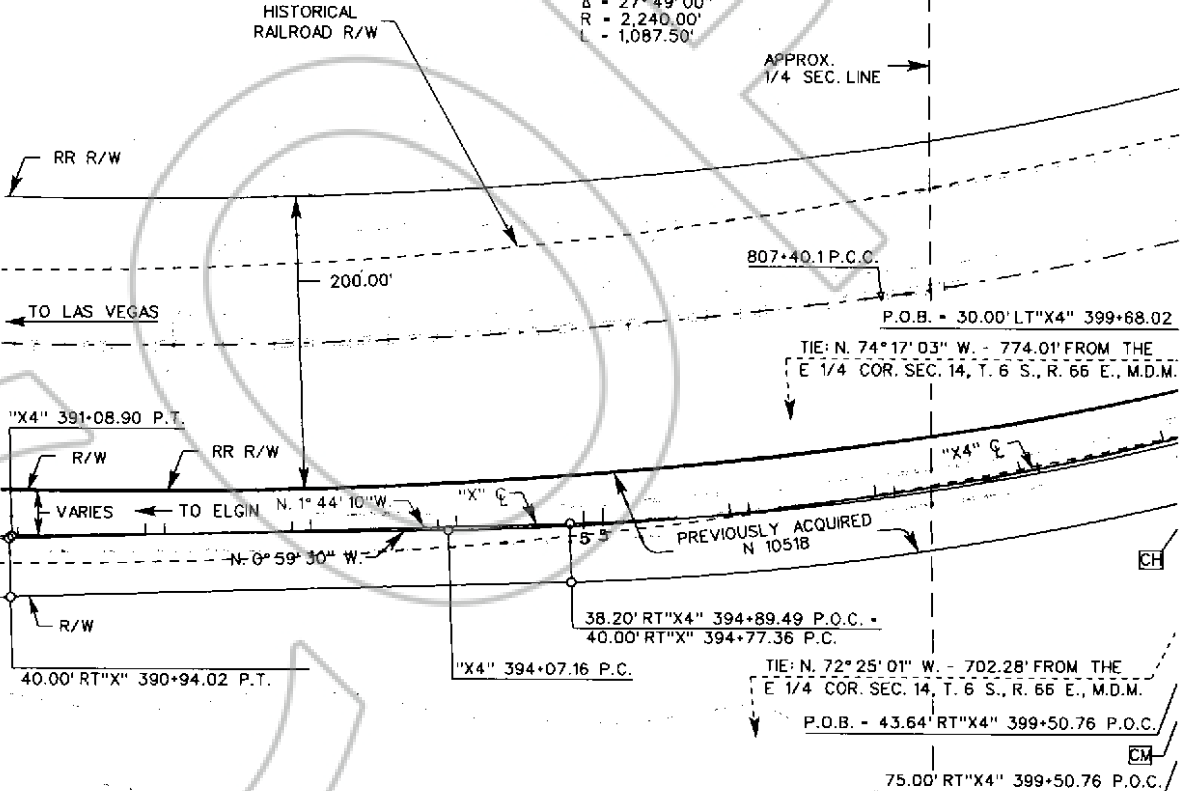 HISTORICAL
RAILROAD R/W
Δ = 27°49'00"
R = 2,240.00'
L = 1,087.50'
APPROX.
1/4 SEC. LINE
RR R/W
200.00'
807+40.1 P.C.C.
TO LAS VEGAS
P.O.B. = 30.00' LT "X4" 399+68.02
TIE: N. 74°17'03" W. - 774.01' FROM THE
E 1/4 COR. SEC. 14, T. 6 S., R. 66 E., M.D.M.
"X4" 391+08.90 P.T.
R/W
RR R/W
"X4" ℄
VARIES
TO ELGIN
N. 1°44'10" W.
"X" ℄
5
5
PREVIOUSLY ACQUIRED
N 10518
N. 0°59'30" W.
CH
R/W
38.20' RT "X4" 394+89.49 P.O.C. =
40.00' RT "X" 394+77.36 P.C.
40.00' RT "X" 390+94.02 P.T.
"X4" 394+07.16 P.C.
TIE: N. 72°25'01" W. - 702.28' FROM THE
E 1/4 COR. SEC. 14, T. 6 S., R. 66 E., M.D.M.
P.O.B. = 43.64' RT "X4" 399+50.76 P.O.C.
CM
75.00' RT "X4" 399+50.76 P.O.C.